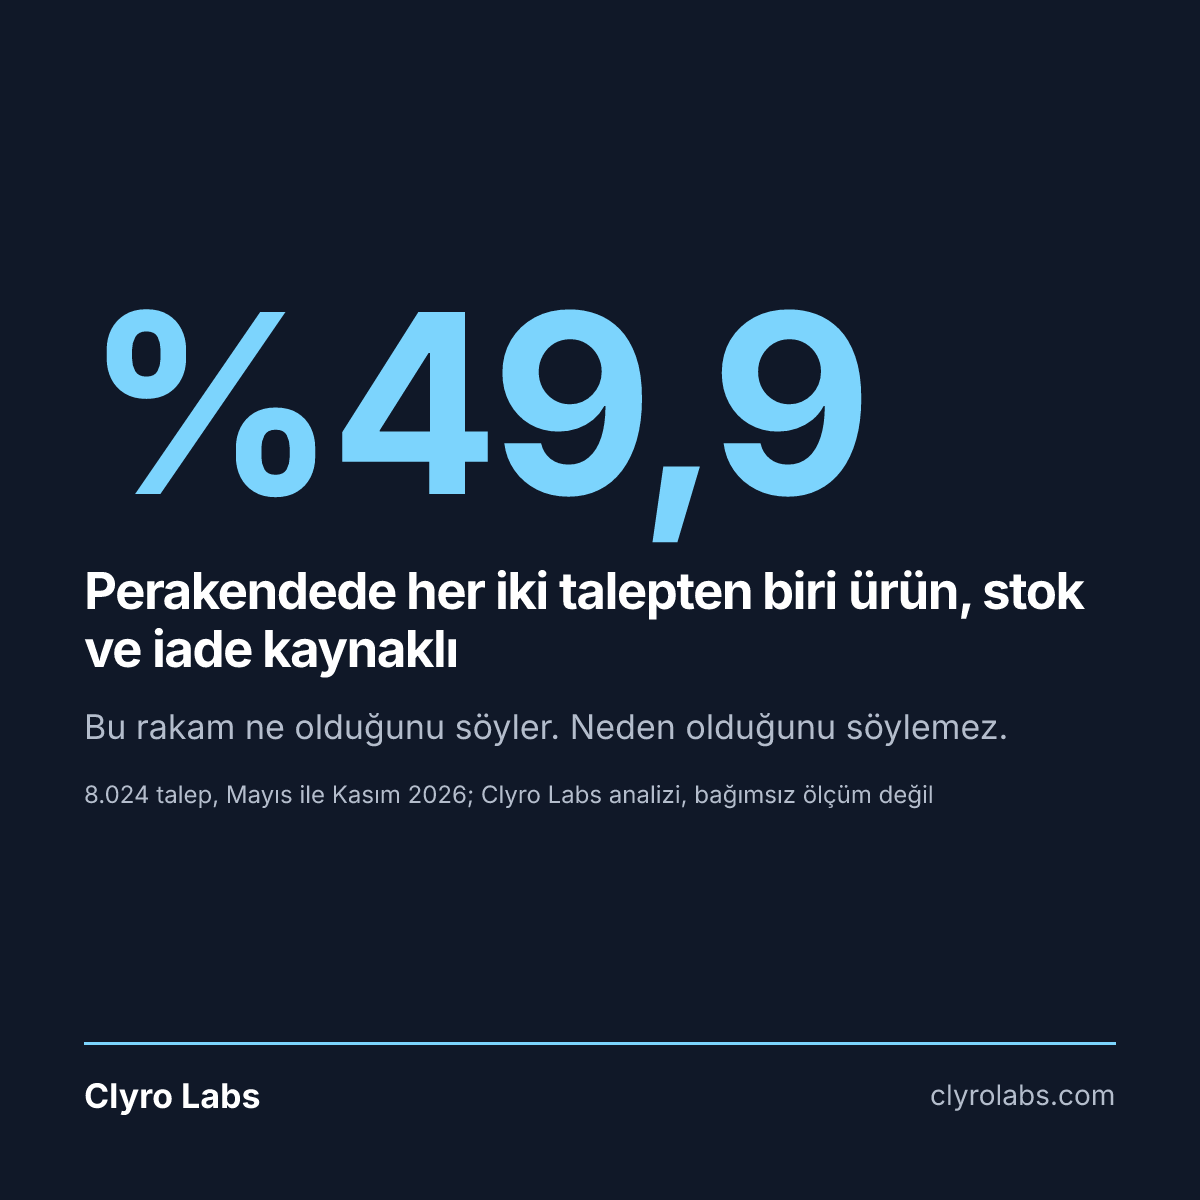 %49,9
Perakendede her iki talepten biri ürün, stok
ve iade kaynaklı
Bu rakam ne olduğunu söyler. Neden olduğunu söylemez.
8.024 talep, Mayıs ile Kasım 2026; Clyro Labs analizi, bağımsız ölçüm değil
Clyro Labs
clyrolabs.com